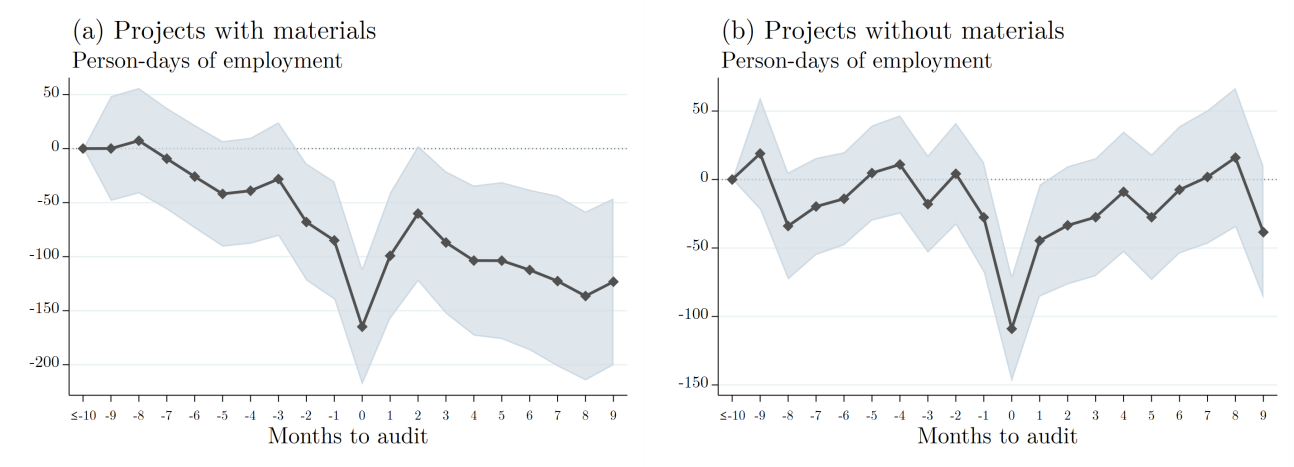 (a) Projects with materials
Person-days of employment
50
0
-50
-100
-150
-200
≤-10 -9 -8 -7 -6 -5 -4 -3 -2 -1 0 1 2 3 4 5 6 7 8 9
Months to audit
(b) Projects without materials
Person-days of employment
50
0
-50
-100
-150
≤-10 -9 -8 -7 -6 -5 -4 -3 -2 -1 0 1 2 3 4 5 6 7 8 9
Months to audit